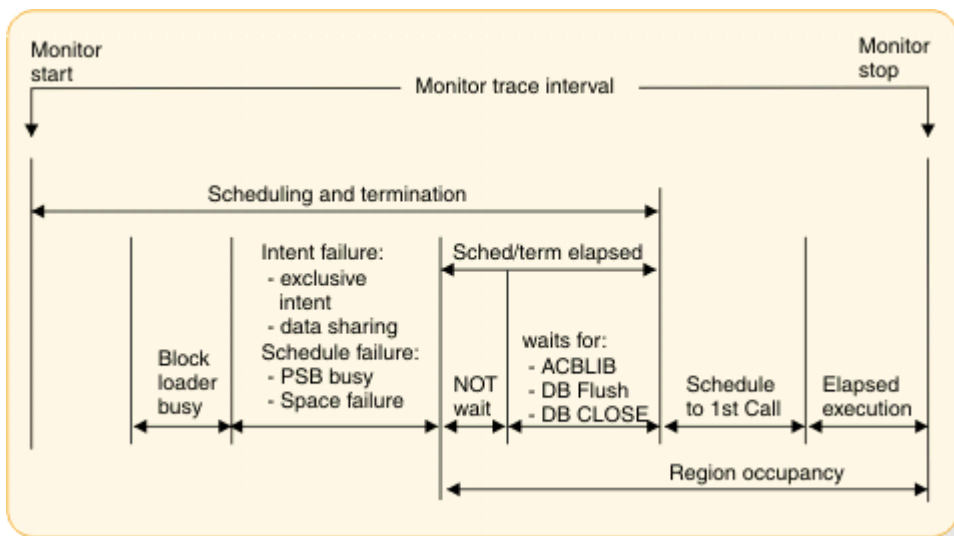 Monitor
start
Monitor
stop
Monitor trace interval
Scheduling and termination
Intent failure:
- exclusive
intent
- data sharing
Schedule failure:
- PSB busy
- Space failure
Sched/term elapsed
Block
loader
busy
NOT
wait
waits for:
- ACBLIB
- DB Flush
- DB CLOSE
Schedule
to 1st Call
Elapsed
execution
Region occupancy